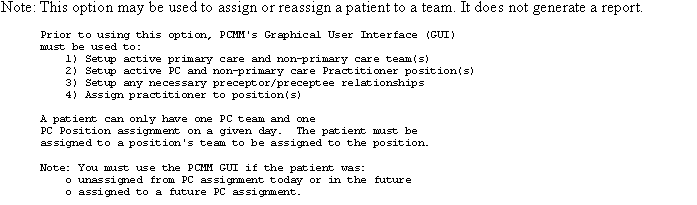 Note: This option may be used to assign or reassign a patient to a team. It does not generate a report.
Prior to using this option, PCMM's Graphical User Interface (GUI)
must be used to:
1) Setup active primary care and non-primary care team(s)
2) Setup active PC and non-primary care Practitioner position(s)
3) Setup any necessary preceptor/preceptee relationships
4) Assign practitioner to position(s)
A patient can only have one PC team and one
PC Position assignment on a given day. The patient must be
assigned to a position's team to be assigned to the position.
Note: You must use the PCMM GUI if the patient was:
o unassigned from PC assignment today or in the future
o assigned to a future PC assignment.